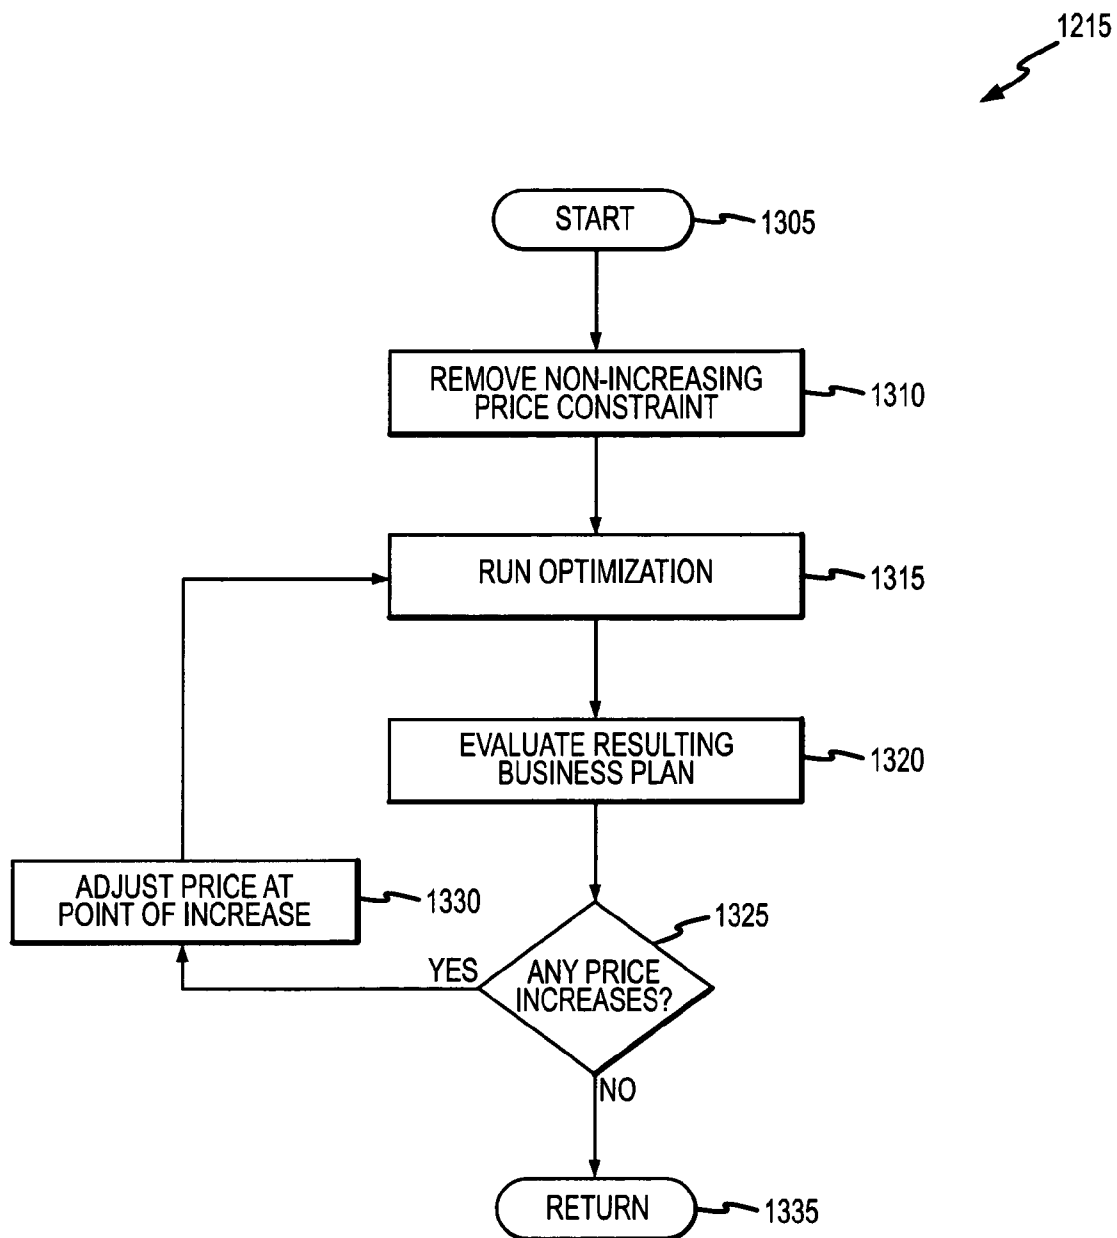 1215
START
1305
REMOVE NON-INCREASING
PRICE CONSTRAINT
1310
RUN OPTIMIZATION
1315
EVALUATE RESULTING
BUSINESS PLAN
1320
ADJUST PRICE AT
POINT OF INCREASE
1330
1325
YES
ANY PRICE
INCREASES?
NO
RETURN
1335